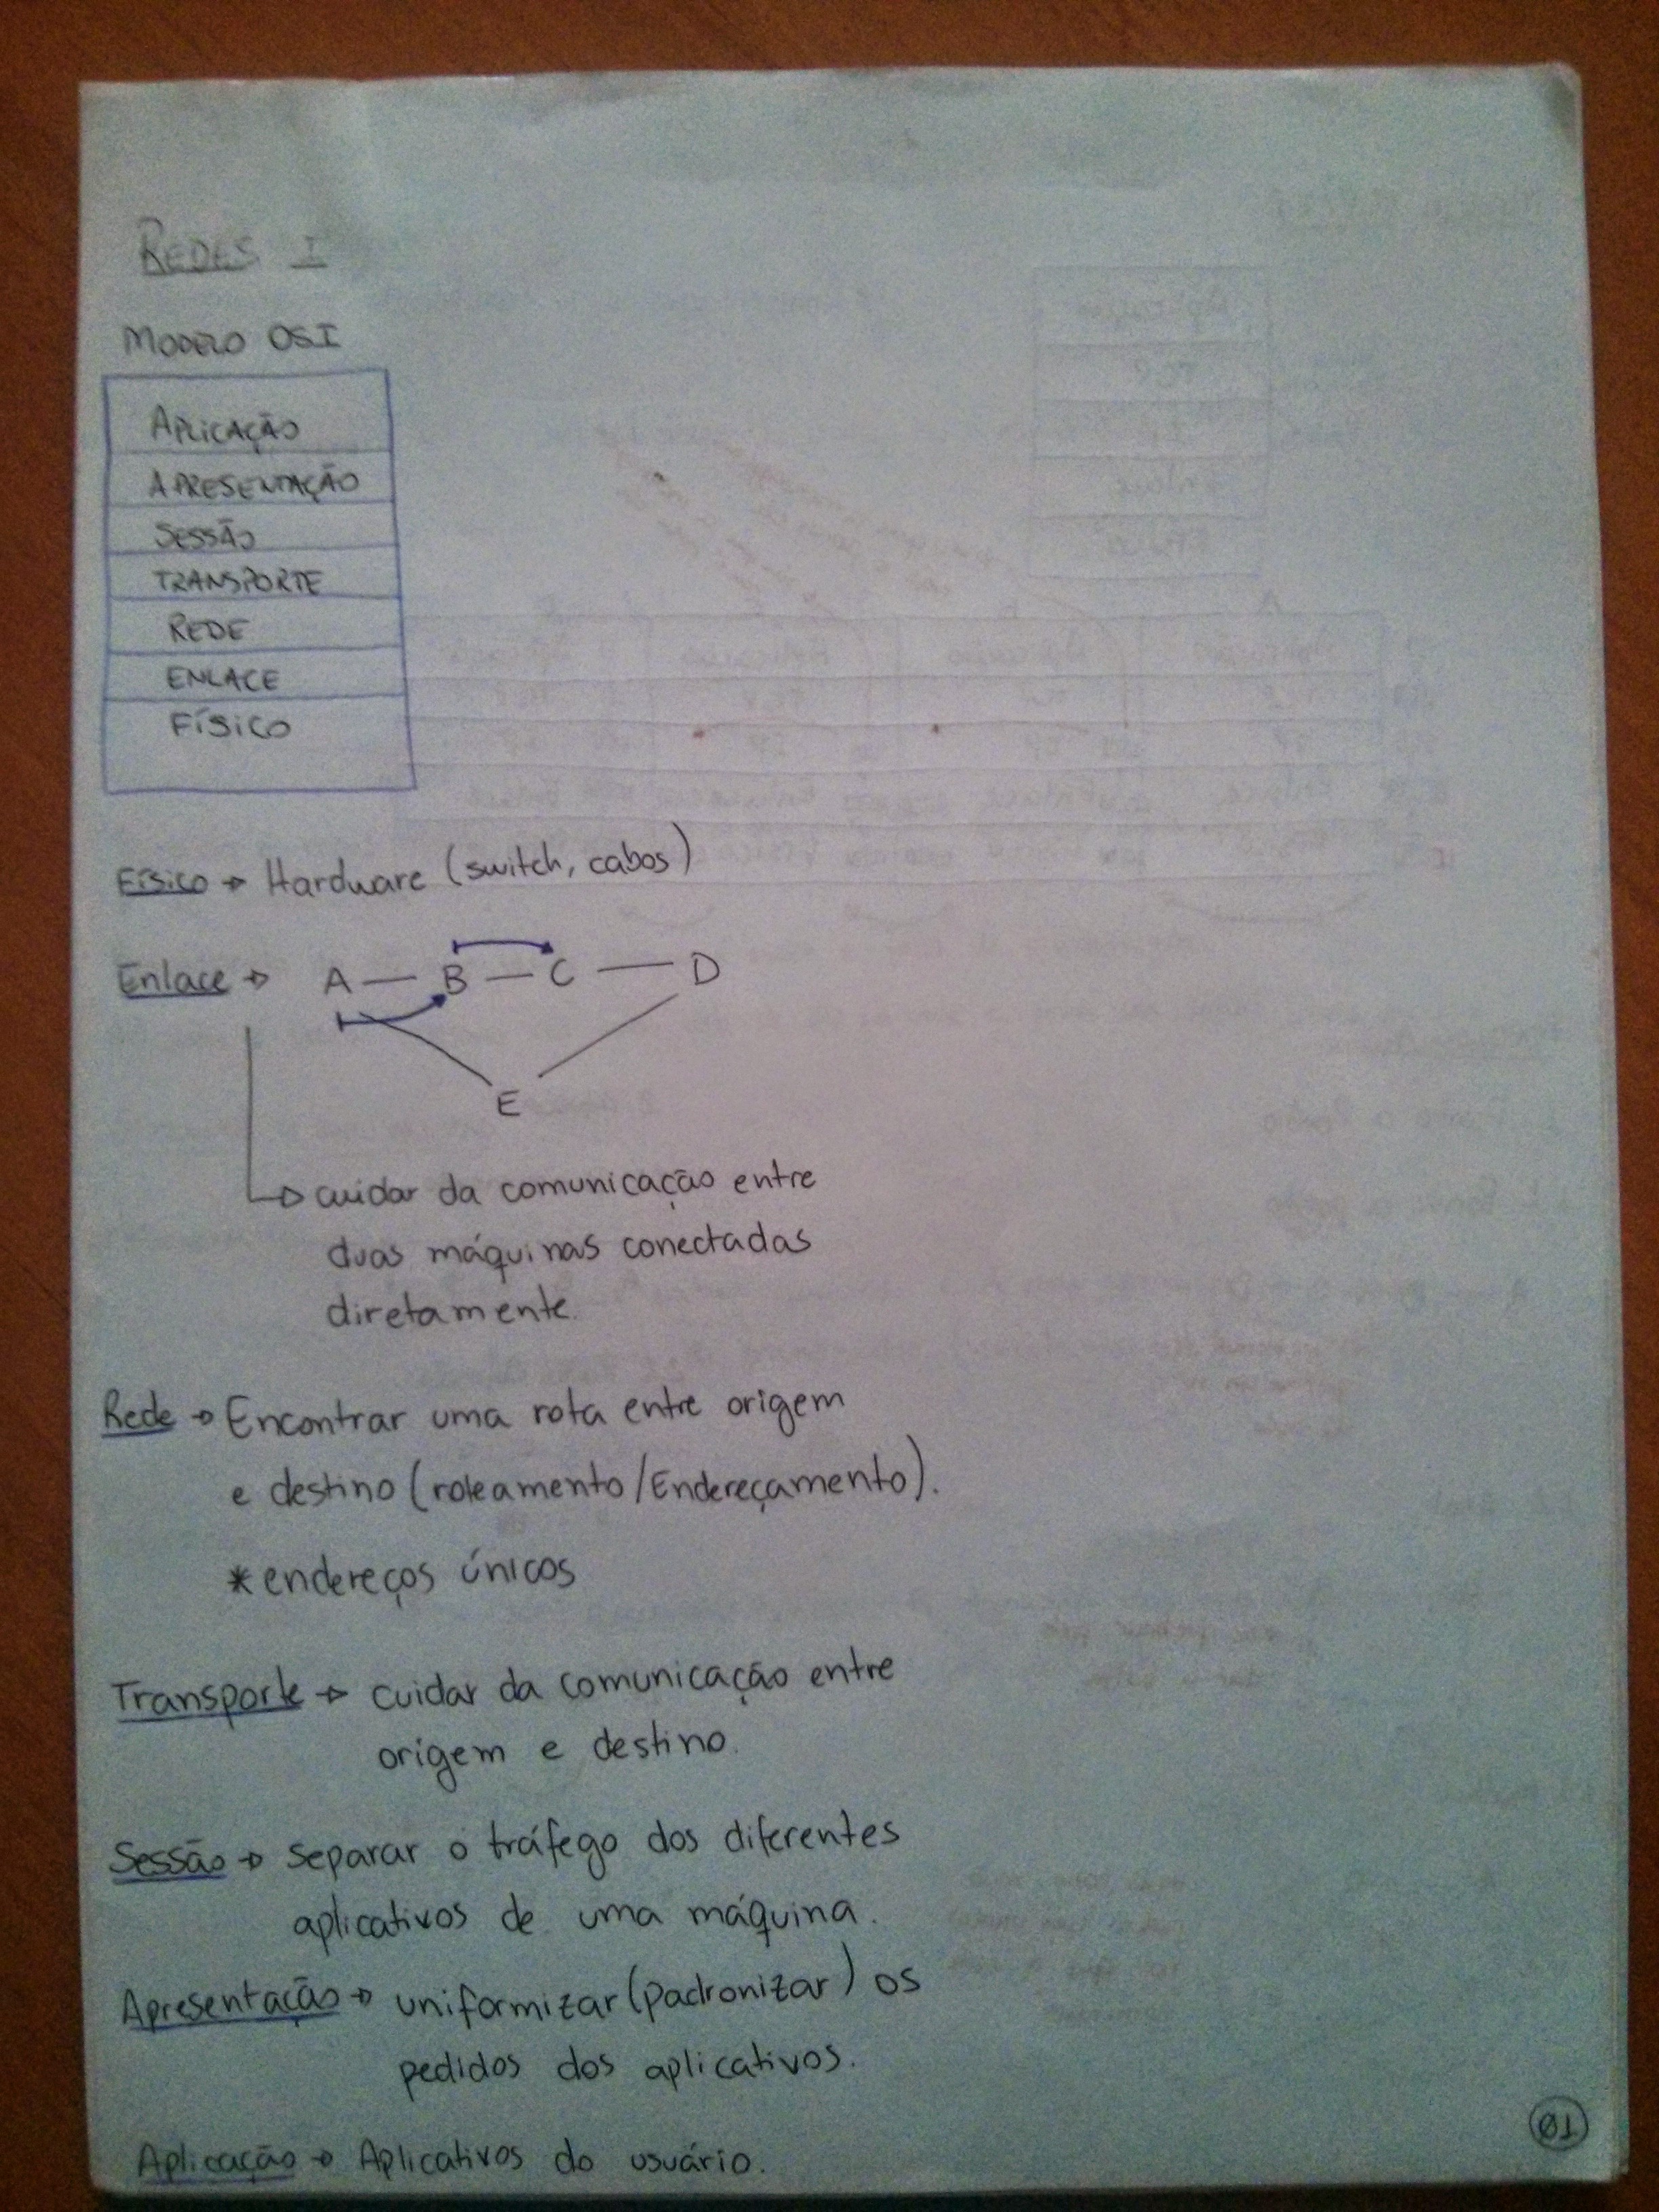 REDES I
MODELO OSI
APLICAÇÃO
APRESENTAÇÃO
SESSÃO
TRANSPORTE
REDE
ENLACE
FÍSICO
Físico → Hardware (switch, cabos)
Enlace → A — B — C — D
E
cuidar da comunicação entre
duas máquinas conectadas
diretamente.
Rede → Encontrar uma rota entre origem
e destino (roteamento/Endereçamento).
* endereços únicos
Transporte → cuidar da comunicação entre
origem e destino.
Sessão → separar o tráfego dos diferentes
aplicativos de uma máquina.
Apresentação → uniformizar (padronizar) os
pedidos dos aplicativos.
Aplicação → Aplicativos do usuário.
01